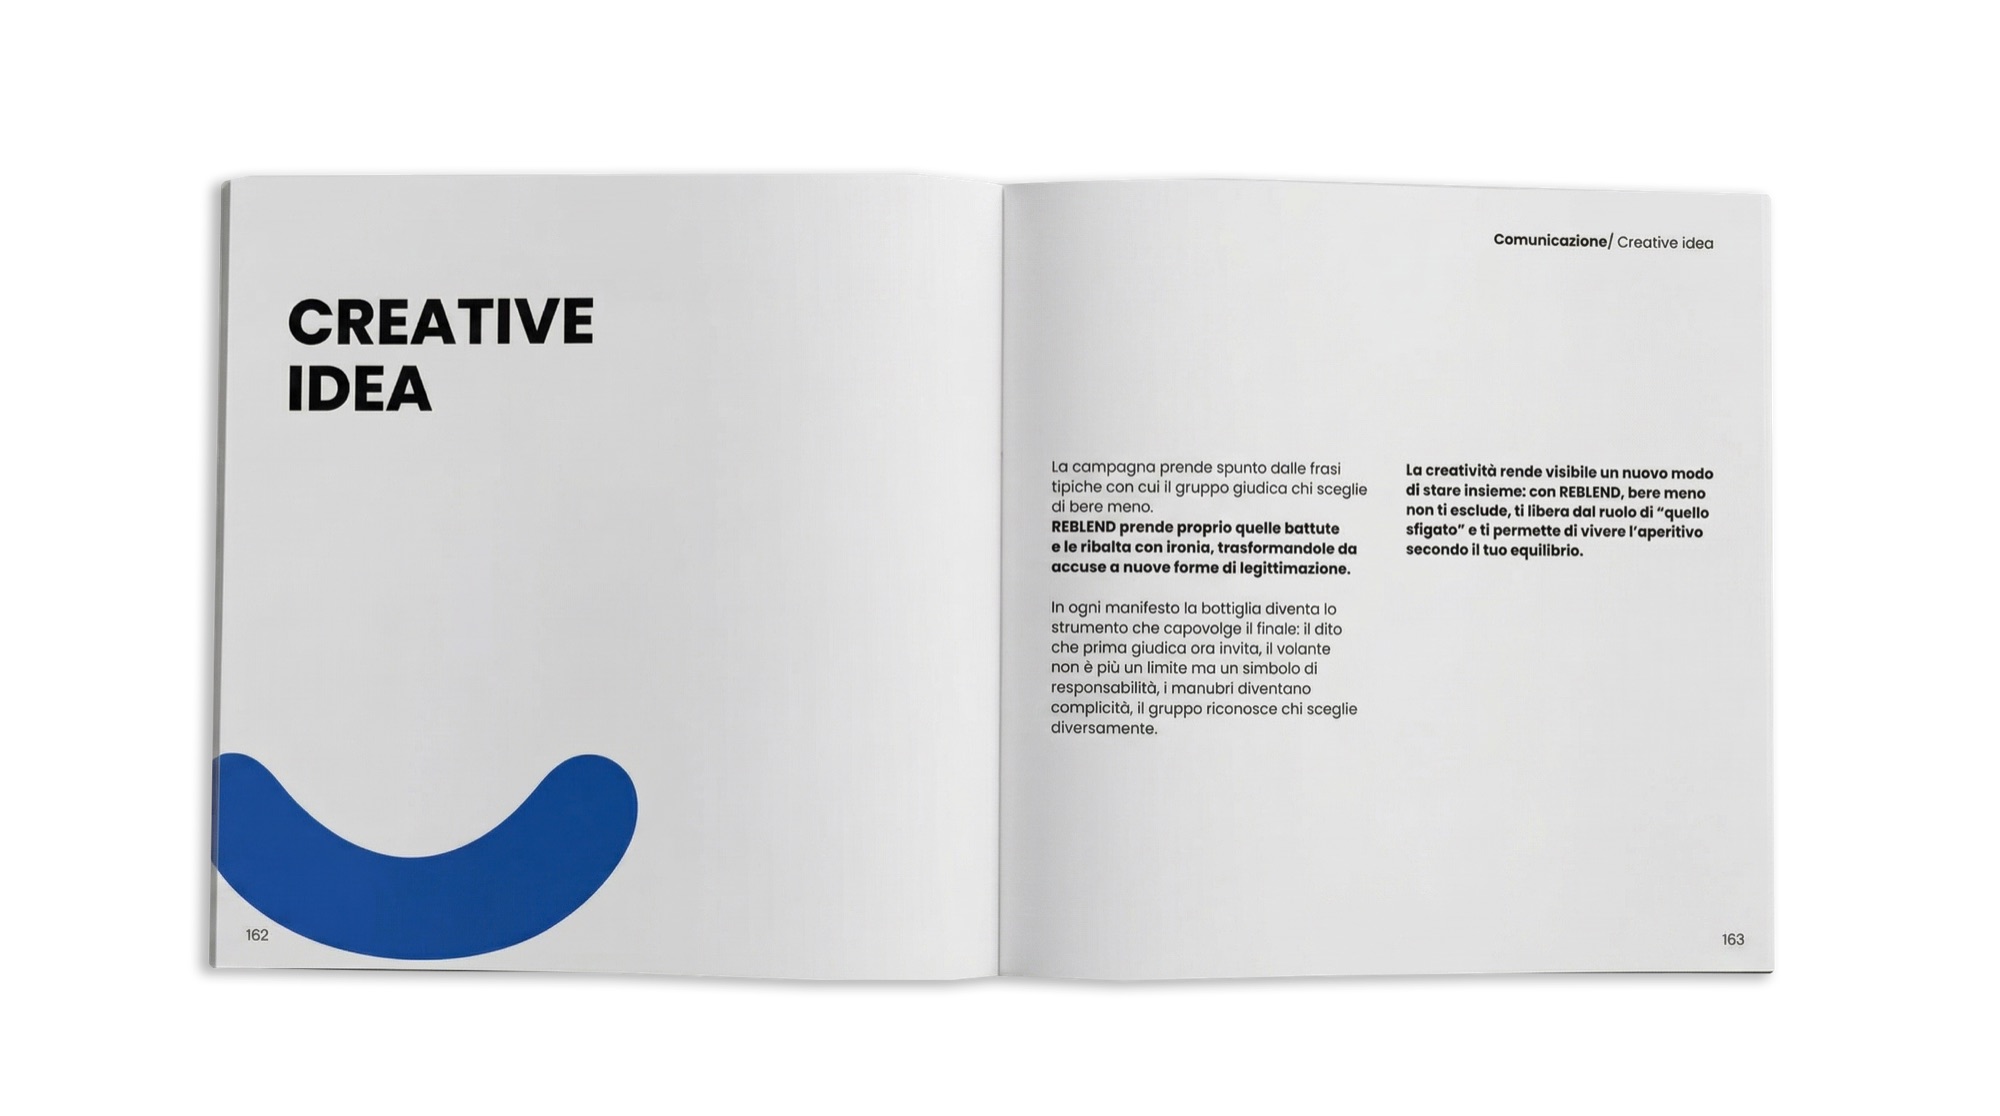 CREATIVE
IDEA
162
Comunicazione/ Creative idea
La campagna prende spunto dalle frasi
tipiche con cui il gruppo giudica chi sceglie
di bere meno.
REBLEND prende proprio quelle battute
e le ribalta con ironia, trasformandole da
accuse a nuove forme di legittimazione.
In ogni manifesto la bottiglia diventa lo
strumento che capovolge il finale: il dito
che prima giudica ora invita, il volante
non è più un limite ma un simbolo di
responsabilità, i manubri diventano
complicità, il gruppo riconosce chi sceglie
diversamente.
La creatività rende visibile un nuovo modo
di stare insieme: con REBLEND, bere meno
non ti esclude, ti libera dal ruolo di “quello
sfigato” e ti permette di vivere l’aperitivo
secondo il tuo equilibrio.
163